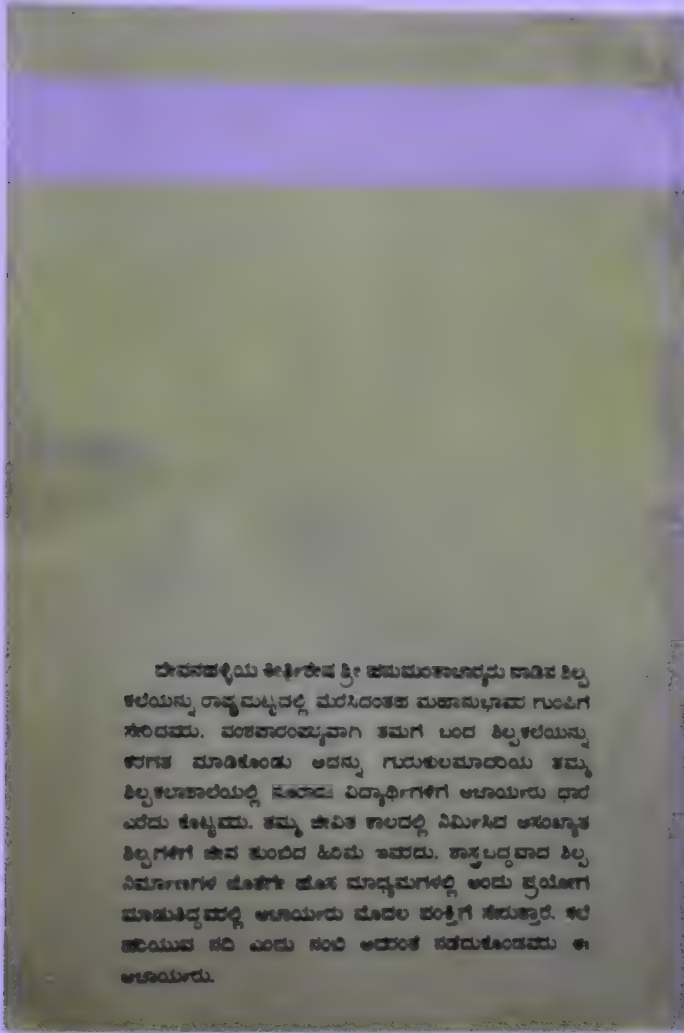 ದೇವನಹಳ್ಳಿಯ ಕೀರ್ತಿಶೇಷ ಶ್ರೀ ಹನುಮಂತಾಚಾರ್ಯರು ನಾಡಿನ ಶಿಲ್ಪ
ಕಲೆಯನ್ನು ರಾಷ್ಟ್ರಮಟ್ಟದಲ್ಲಿ ಮೆರೆಸಿದಂತಹ ಮಹಾನುಭಾವರ ಗುಂಪಿಗೆ
ಸೇರಿದವರು. ವಂಶಪಾರಂಪರ್ಯವಾಗಿ ತಮಗೆ ಬಂದ ಶಿಲ್ಪಕಲೆಯನ್ನು
ಕರಗತ ಮಾಡಿಕೊಂಡು ಅದನ್ನು ಗುರುಕುಲಮಾದರಿಯ ತಮ್ಮ
ಶಿಲ್ಪಕಲಾಶಾಲೆಯಲ್ಲಿ ನೂರಾರು ವಿದ್ಯಾರ್ಥಿಗಳಿಗೆ ಆಚಾರ್ಯರು ಧಾರೆ
ಎರೆದು ಕೊಟ್ಟವರು. ತಮ್ಮ ಜೀವಿತ ಕಾಲದಲ್ಲಿ ನಿರ್ಮಿಸಿದ ಅಸಂಖ್ಯಾತ
ಶಿಲ್ಪಗಳಿಗೆ ಜೀವ ತುಂಬಿದ ಹಿರಿಮೆ ಇವರದು. ಶಾಸ್ತ್ರಬದ್ಧವಾದ ಶಿಲ್ಪ
ನಿರ್ಮಾಣಗಳ ಜೊತೆಗೇ ಹೊಸ ಮಾಧ್ಯಮಗಳಲ್ಲಿ ಅಂದು ಪ್ರಯೋಗ
ಮಾಡುತಿದ್ದವರಲ್ಲಿ ಆಚಾರ್ಯರು ಮೊದಲ ಪಂಕ್ತಿಗೆ ಸೇರುತ್ತಾರೆ. ಕಲೆ
ಹರಿಯುವ ನದಿ ಎಂದು ನಂಬಿ ಅದರಂತೆ ನಡೆದುಕೊಂಡವರು ಈ
ಆಚಾರ್ಯರು.